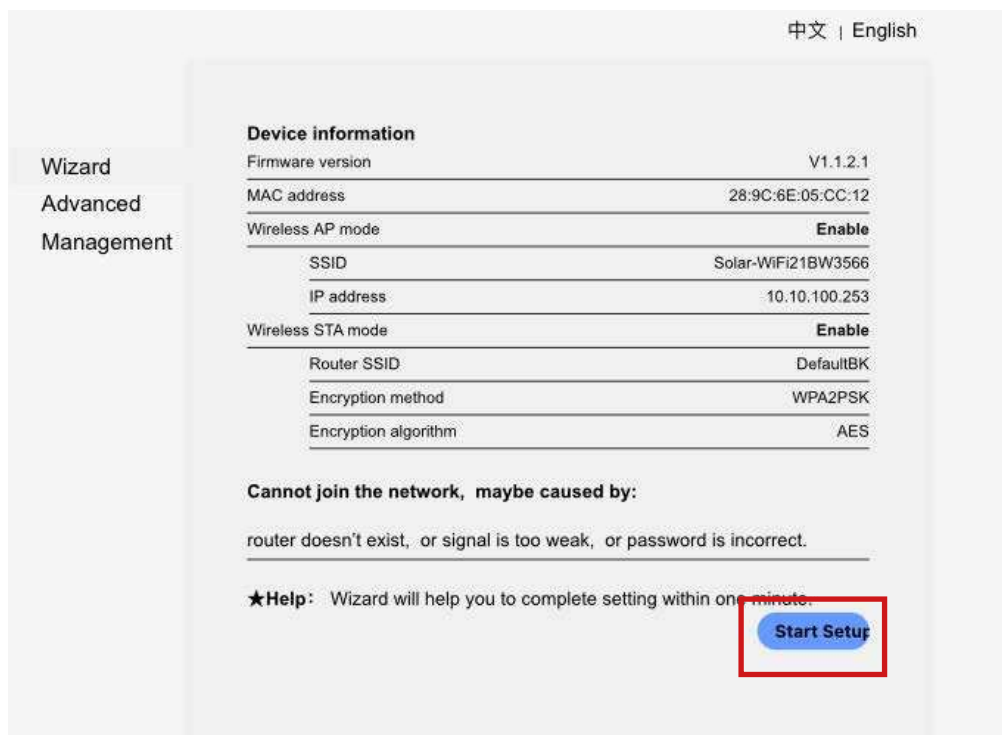 中文 | English
Wizard
Advanced
Management
Device information
Firmware version V1.1.2.1
MAC address 28:9C:6E:05:CC:12
Wireless AP mode Enable
SSID Solar-WiFi21BW3566
IP address 10.10.100.253
Wireless STA mode Enable
Router SSID DefaultBK
Encryption method WPA2PSK
Encryption algorithm AES
Cannot join the network, maybe caused by:
router doesn't exist, or signal is too weak, or password is incorrect.
★Help: Wizard will help you to complete setting within one minute.
Start Setup